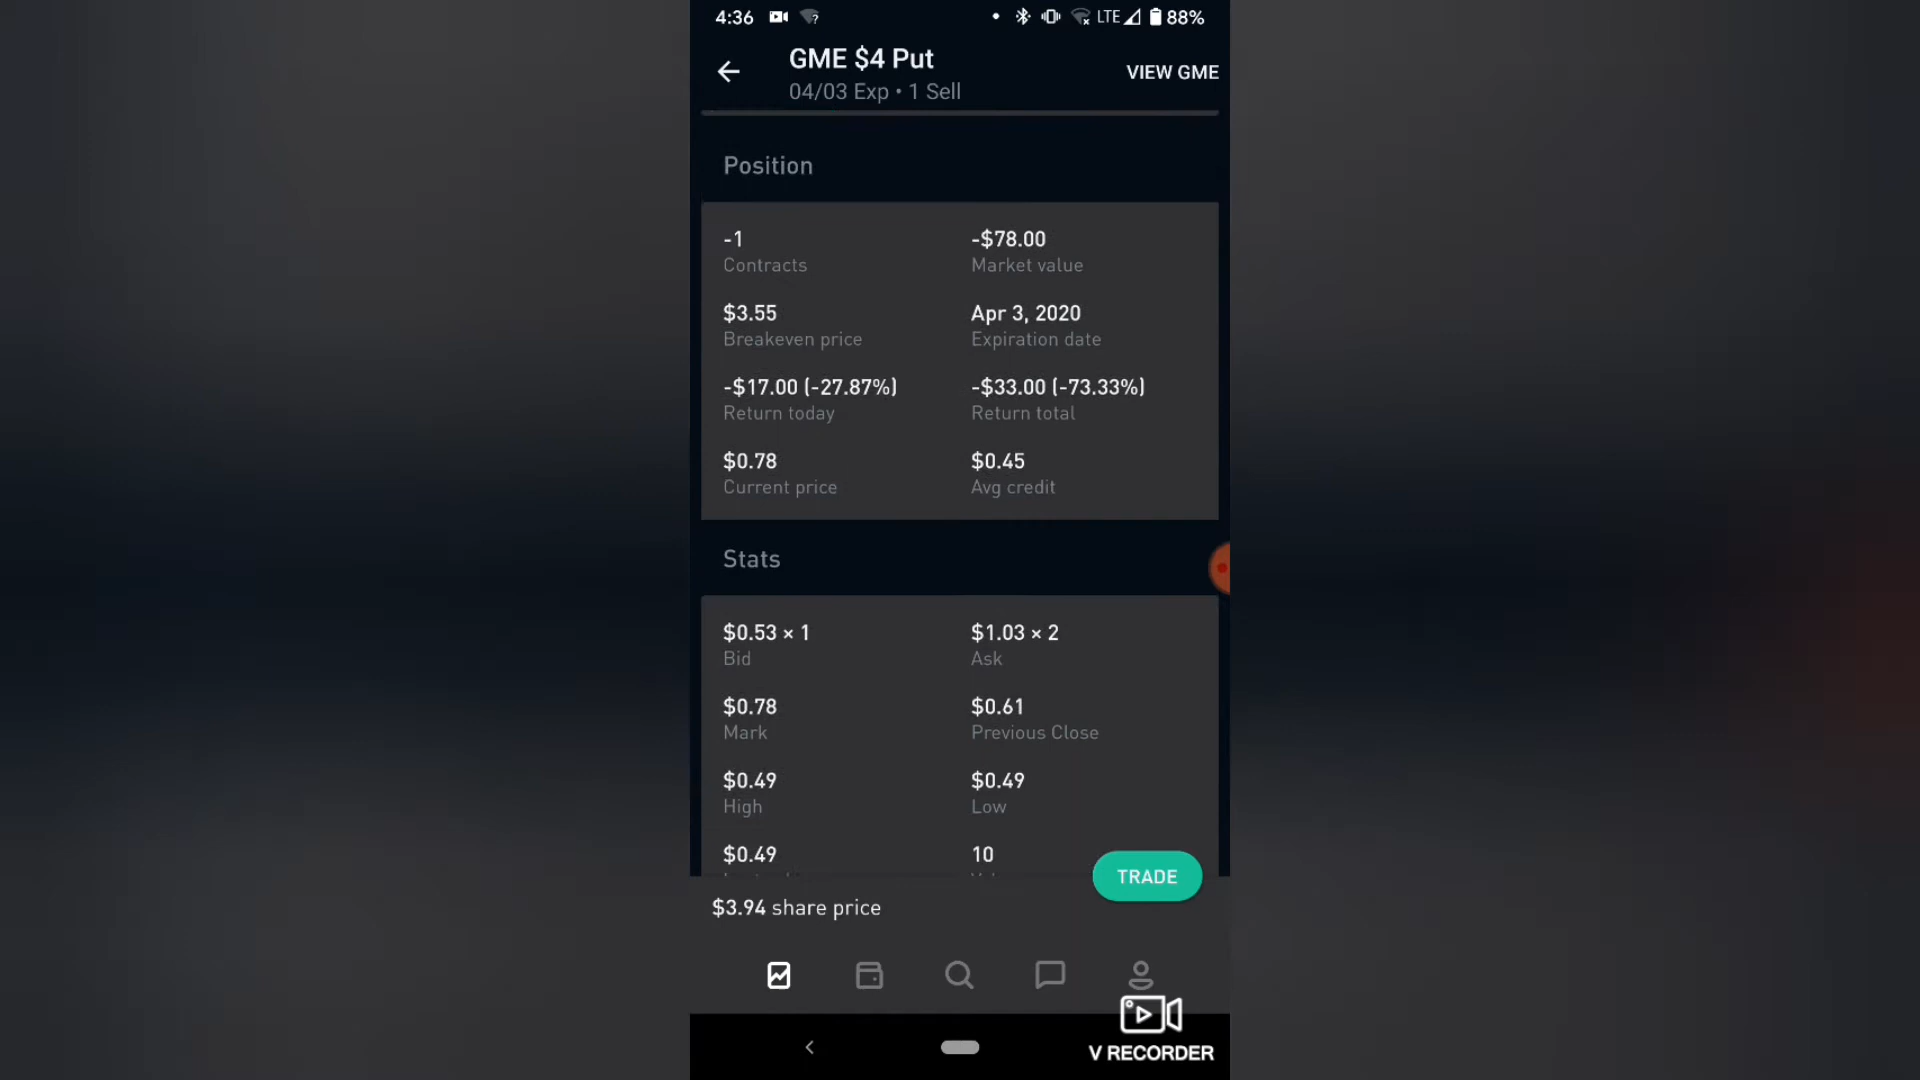 4:36 LTE 88%
GME $4 Put
04/03 Exp • 1 Sell
VIEW GME
Position
-1 -$78.00
Contracts Market value
$3.55 Apr 3, 2020
Breakeven price Expiration date
-$17.00 (-27.87%) -$33.00 (-73.33%)
Return today Return total
$0.78 $0.45
Current price Avg credit
Stats
$0.53 × 1 $1.03 × 2
Bid Ask
$0.78 $0.61
Mark Previous Close
$0.49 $0.49
High Low
$0.49 10
TRADE
$3.94 share price
V RECORDER